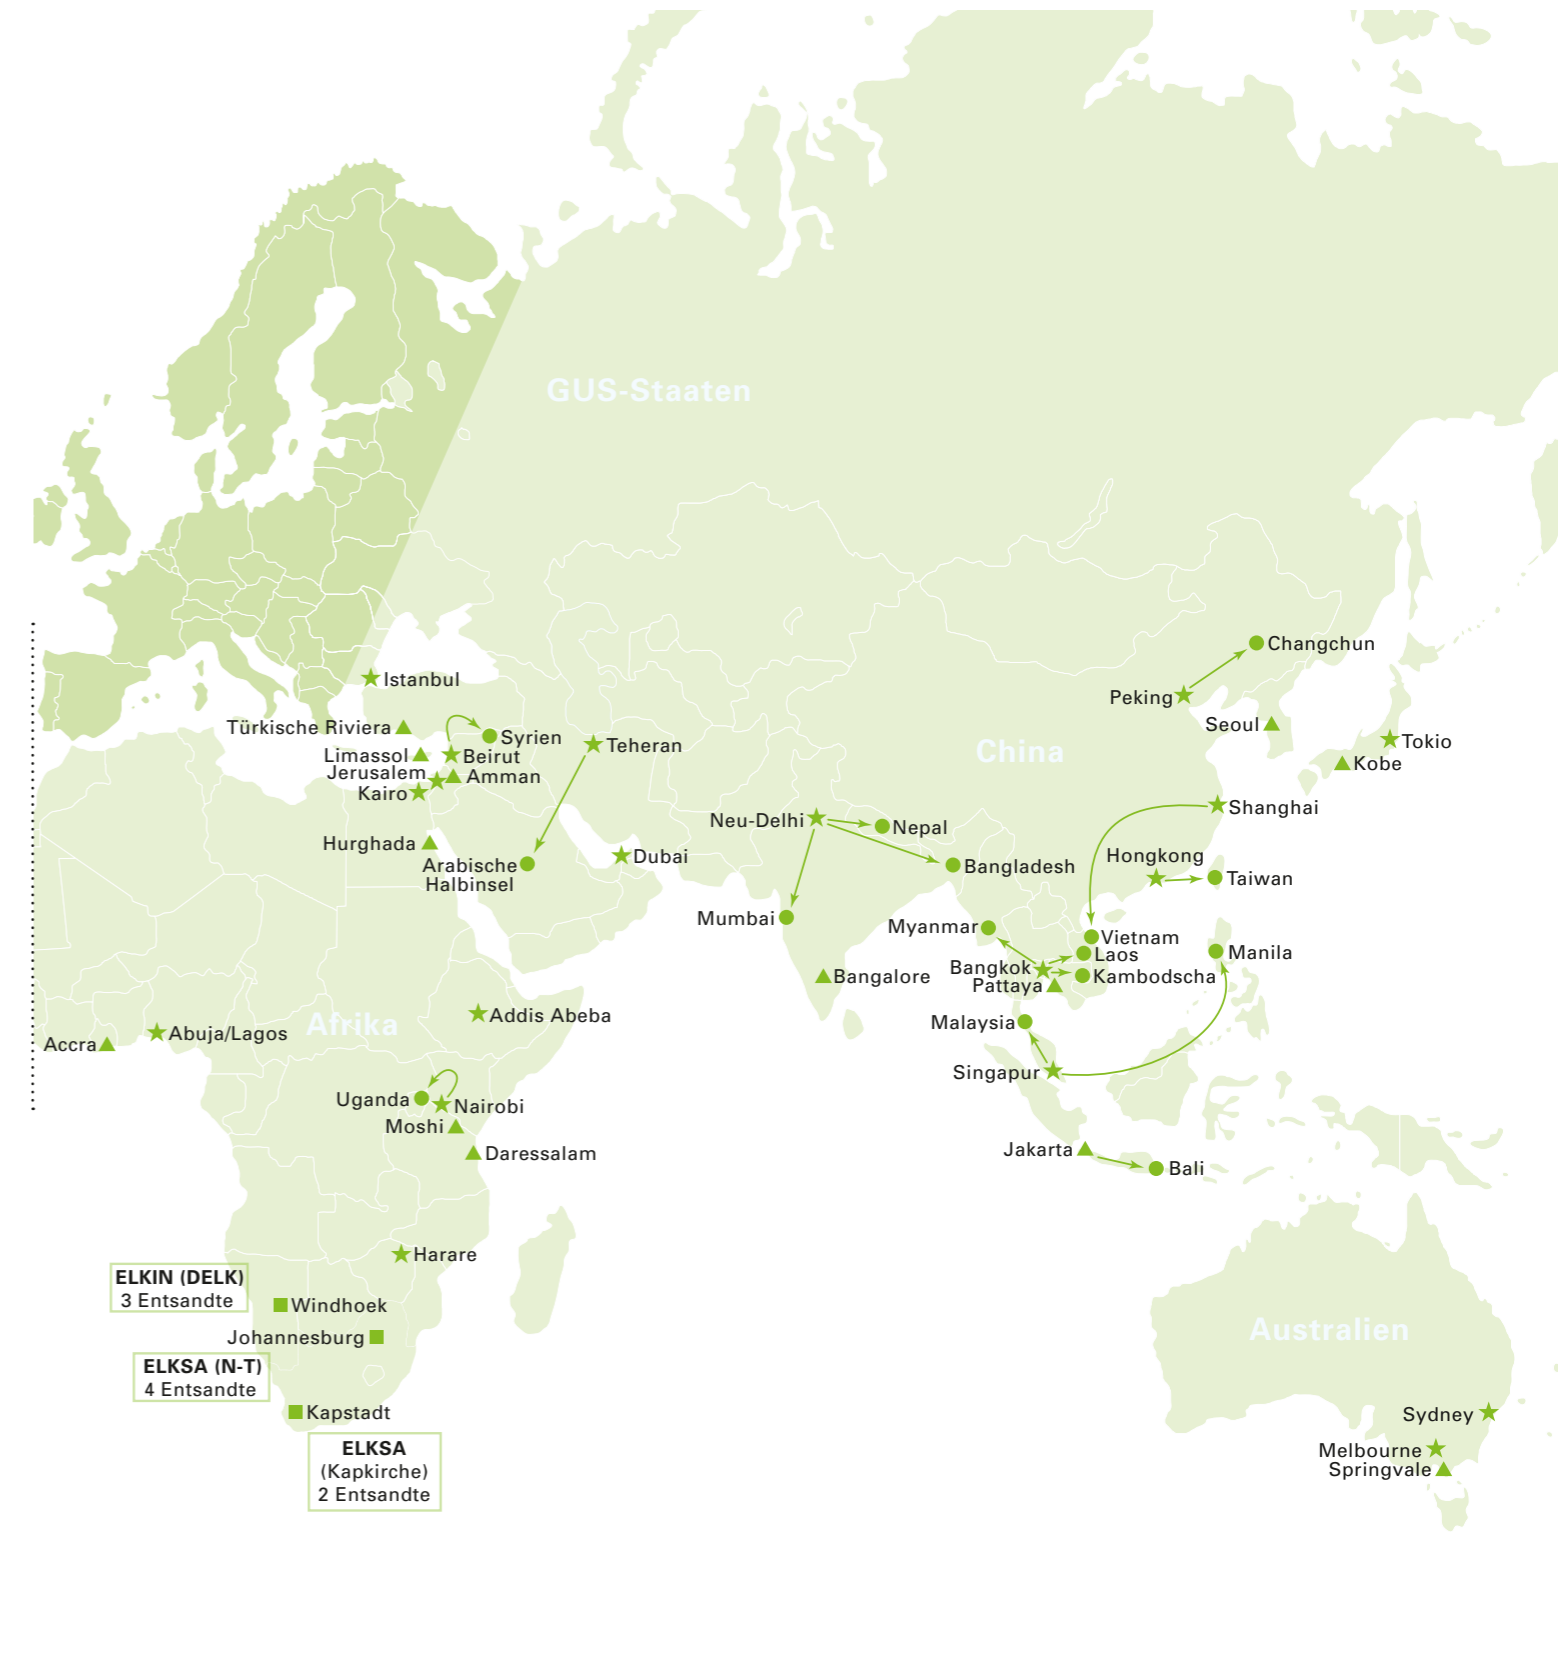 GUS-Staaten
Changchun
Istanbul
Peking
Türkische Riviera
Seoul
Syrien
Teheran
Tokio
China
Limassol
Beirut
Kobe
Jerusalem
Amman
Kairo
Shanghai
Neu-Delhi
Nepal
Hurghada
Dubai
Hongkong
Arabische
Halbinsel
Bangladesh
Taiwan
Mumbai
Myanmar
Vietnam
Laos
Manila
Bangkok
Kambodscha
Bangalore
Pattaya
Addis Abeba
Malaysia
Afrika
Abuja/Lagos
Accra
Singapur
Uganda
Nairobi
Moshi
Jakarta
Daressalam
Bali
Harare
ELKIN (DELK)
3 Entsandte
Windhoek
Australien
Johannesburg
ELKSA (N-T)
4 Entsandte
Kapstadt
Sydney
ELKSA
(Kapkirche)
2 Entsandte
Melbourne
Springvale